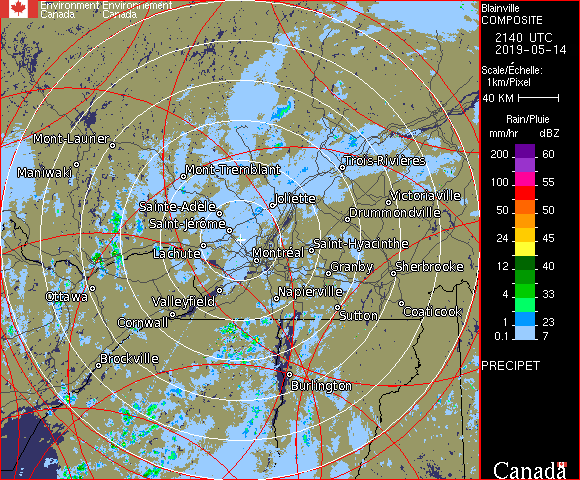 Environment Environnement
Canada Canada
Blainville
COMPOSITE
2140 UTC
2019-05-14
Scale/Échelle:
1km/Pixel
40 KM
Rain/Pluie
mm/hr dBZ
200 60
100 55
50 50
24 45
12 40
4 33
1 23
0.1 7
PRECIPET
Canada
Mont-Laurier
Maniwaki
Mont-Tremblant
Trois-Rivières
Sainte-Adèle
Joliette
Victoriaville
Drummondville
Saint-Jérôme
Lachute
Montréal
Saint-Hyacinthe
Granby
Sherbrooke
Ottawa
Valleyfield
Napierville
Cornwall
Sutton
Coaticook
Brockville
Burlington